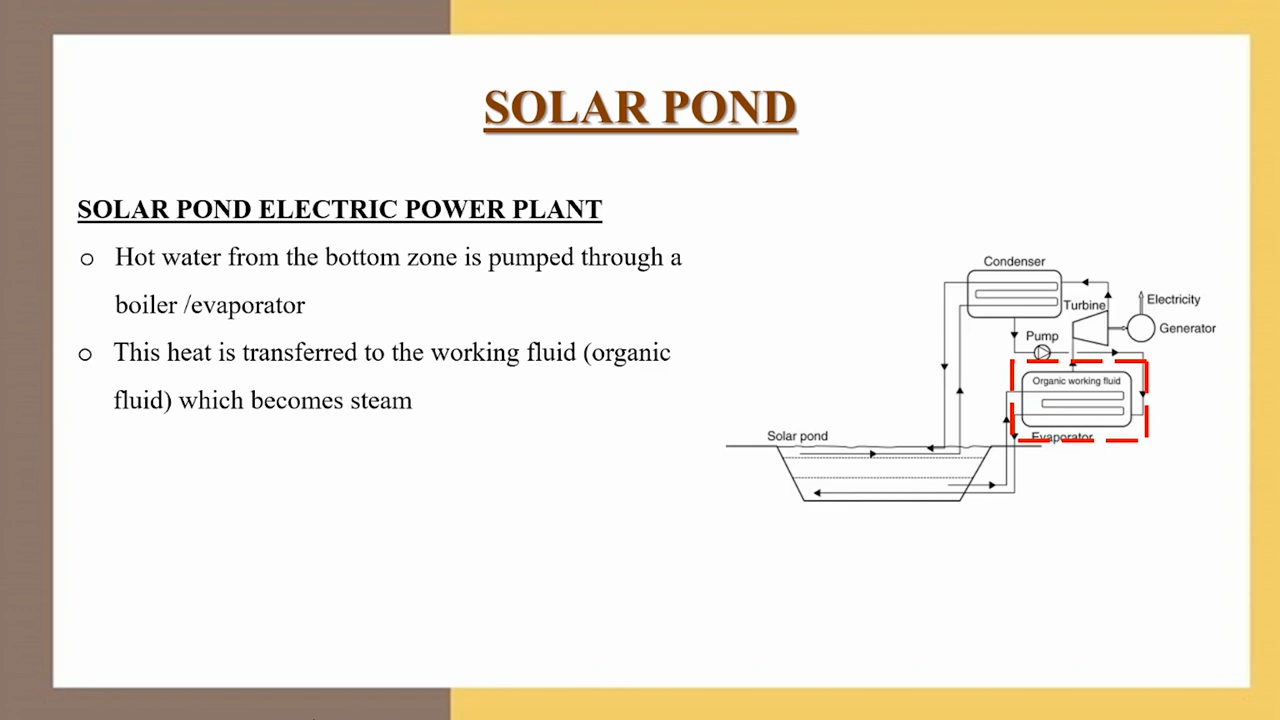 SOLAR POND
SOLAR POND ELECTRIC POWER PLANT
o Hot water from the bottom zone is pumped through a
boiler /evaporator
o This heat is transferred to the working fluid (organic
fluid) which becomes steam
Condenser
Turbine
Electricity
Generator
Pump
Organic working fluid
Evaporator
Solar pond